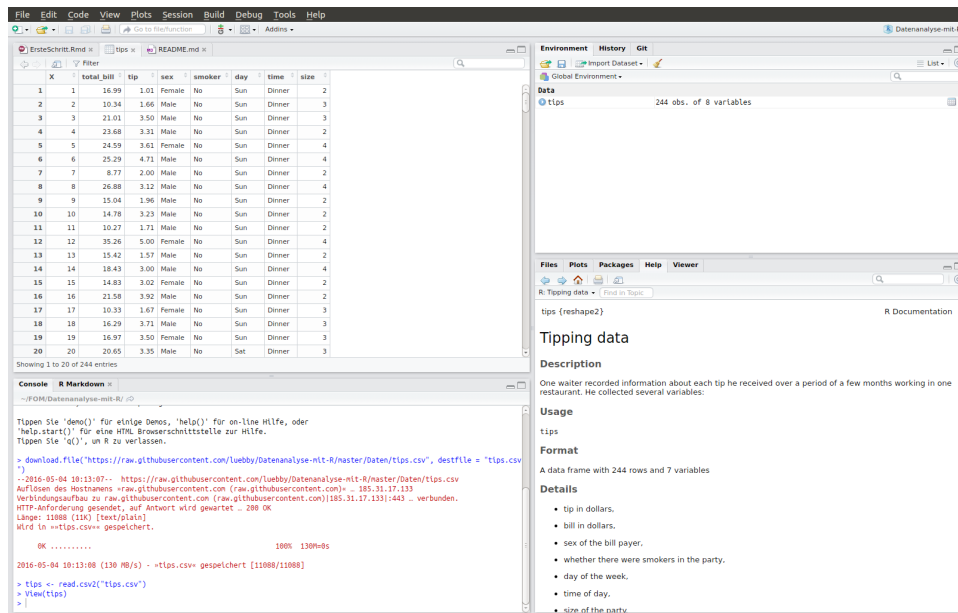 File Edit Code View Plots Session Build Debug Tools Help
Go to file/function Addins Datenanalyse-mit-R
ErsteSchritt.Rmd tips README.md
Filter
X total_bill tip sex smoker day time size
1 1 16.99 1.01 Female No Sun Dinner 2
2 2 10.34 1.66 Male No Sun Dinner 3
3 3 21.01 3.50 Male No Sun Dinner 3
4 4 23.68 3.31 Male No Sun Dinner 2
5 5 24.59 3.61 Female No Sun Dinner 4
6 6 25.29 4.71 Male No Sun Dinner 4
7 7 8.77 2.00 Male No Sun Dinner 2
8 8 26.88 3.12 Male No Sun Dinner 4
9 9 15.04 1.96 Male No Sun Dinner 2
10 10 14.78 3.23 Male No Sun Dinner 2
11 11 10.27 1.71 Male No Sun Dinner 2
12 12 35.26 5.00 Female No Sun Dinner 4
13 13 15.42 1.57 Male No Sun Dinner 2
14 14 18.43 3.00 Male No Sun Dinner 4
15 15 14.83 3.02 Female No Sun Dinner 2
16 16 21.58 3.92 Male No Sun Dinner 2
17 17 10.33 1.67 Female No Sun Dinner 3
18 18 16.29 3.71 Male No Sun Dinner 3
19 19 16.97 3.50 Female No Sun Dinner 3
20 20 20.65 3.35 Male No Sat Dinner 3
Showing 1 to 20 of 244 entries
Console R Markdown
~/FOM/Datenanalyse-mit-R/
Tippen Sie 'demo()' für einige Demos, 'help()' für on-line Hilfe, oder
'help.start()' für eine HTML Browserschnittstelle zur Hilfe.
Tippen Sie 'q()', um R zu verlassen.
> download.file("https://raw.githubusercontent.com/luebby/Datenanalyse-mit-R/master/Daten/tips.csv", destfile = "tips.csv
")
--2016-05-04 10:13:07-- https://raw.githubusercontent.com/luebby/Datenanalyse-mit-R/master/Daten/tips.csv
Auflösen des Hostnamens »raw.githubusercontent.com (raw.githubusercontent.com)« … 185.31.17.133
Verbindungsaufbau zu raw.githubusercontent.com (raw.githubusercontent.com)|185.31.17.133|:443 … verbunden.
HTTP-Anforderung gesendet, auf Antwort wird gewartet … 200 OK
Länge: 11088 (11K) [text/plain]
Wird in »»tips.csv«« gespeichert.
0K .......... 100% 130M=0s
2016-05-04 10:13:08 (130 MB/s) - »tips.csv« gespeichert [11088/11088]
> tips <- read.csv2("tips.csv")
> View(tips)
>
Environment History Git
Import Dataset List
Global Environment
Data
tips 244 obs. of 8 variables
Files Plots Packages Help Viewer
R: Tipping data Find in Topic
tips {reshape2} R Documentation
Tipping data
Description
One waiter recorded information about each tip he received over a period of a few months working in one
restaurant. He collected several variables:
Usage
tips
Format
A data frame with 244 rows and 7 variables
Details
• tip in dollars,
• bill in dollars,
• sex of the bill payer,
• whether there were smokers in the party,
• day of the week,
• time of day,
• size of the party